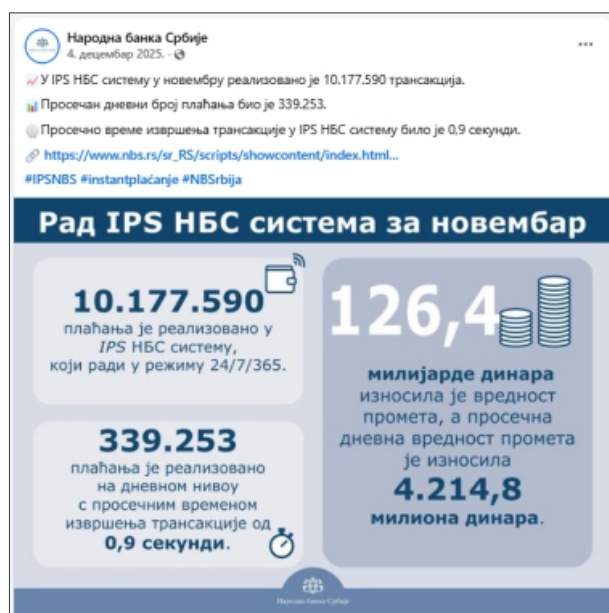 Народна банка Србије
4. децембар 2025. ·
У IPS НБС систему у новембру реализовано је 10.177.590 трансакција.
Просечан дневни број плаћања био је 339.253.
Просечно време извршења трансакције у IPS НБС систему било је 0,9 секунди.
https://www.nbs.rs/sr_RS/scripts/showcontent/index.html...
#IPSNBS #instantplaćanje #NBSrbija
Рад IPS НБС система за новембар
10.177.590
плаћања је реализовано у
IPS НБС систему,
који ради у режиму 24/7/365.
339.253
плаћања је реализовано
на дневном нивоу
с просечним временом
извршења трансакције од
0,9 секунди.
126,4
милијарде динара
износила је вредност
промета, а просечна
дневна вредност промета
је износила
4.214,8
милиона динара.
Народна банка Србије